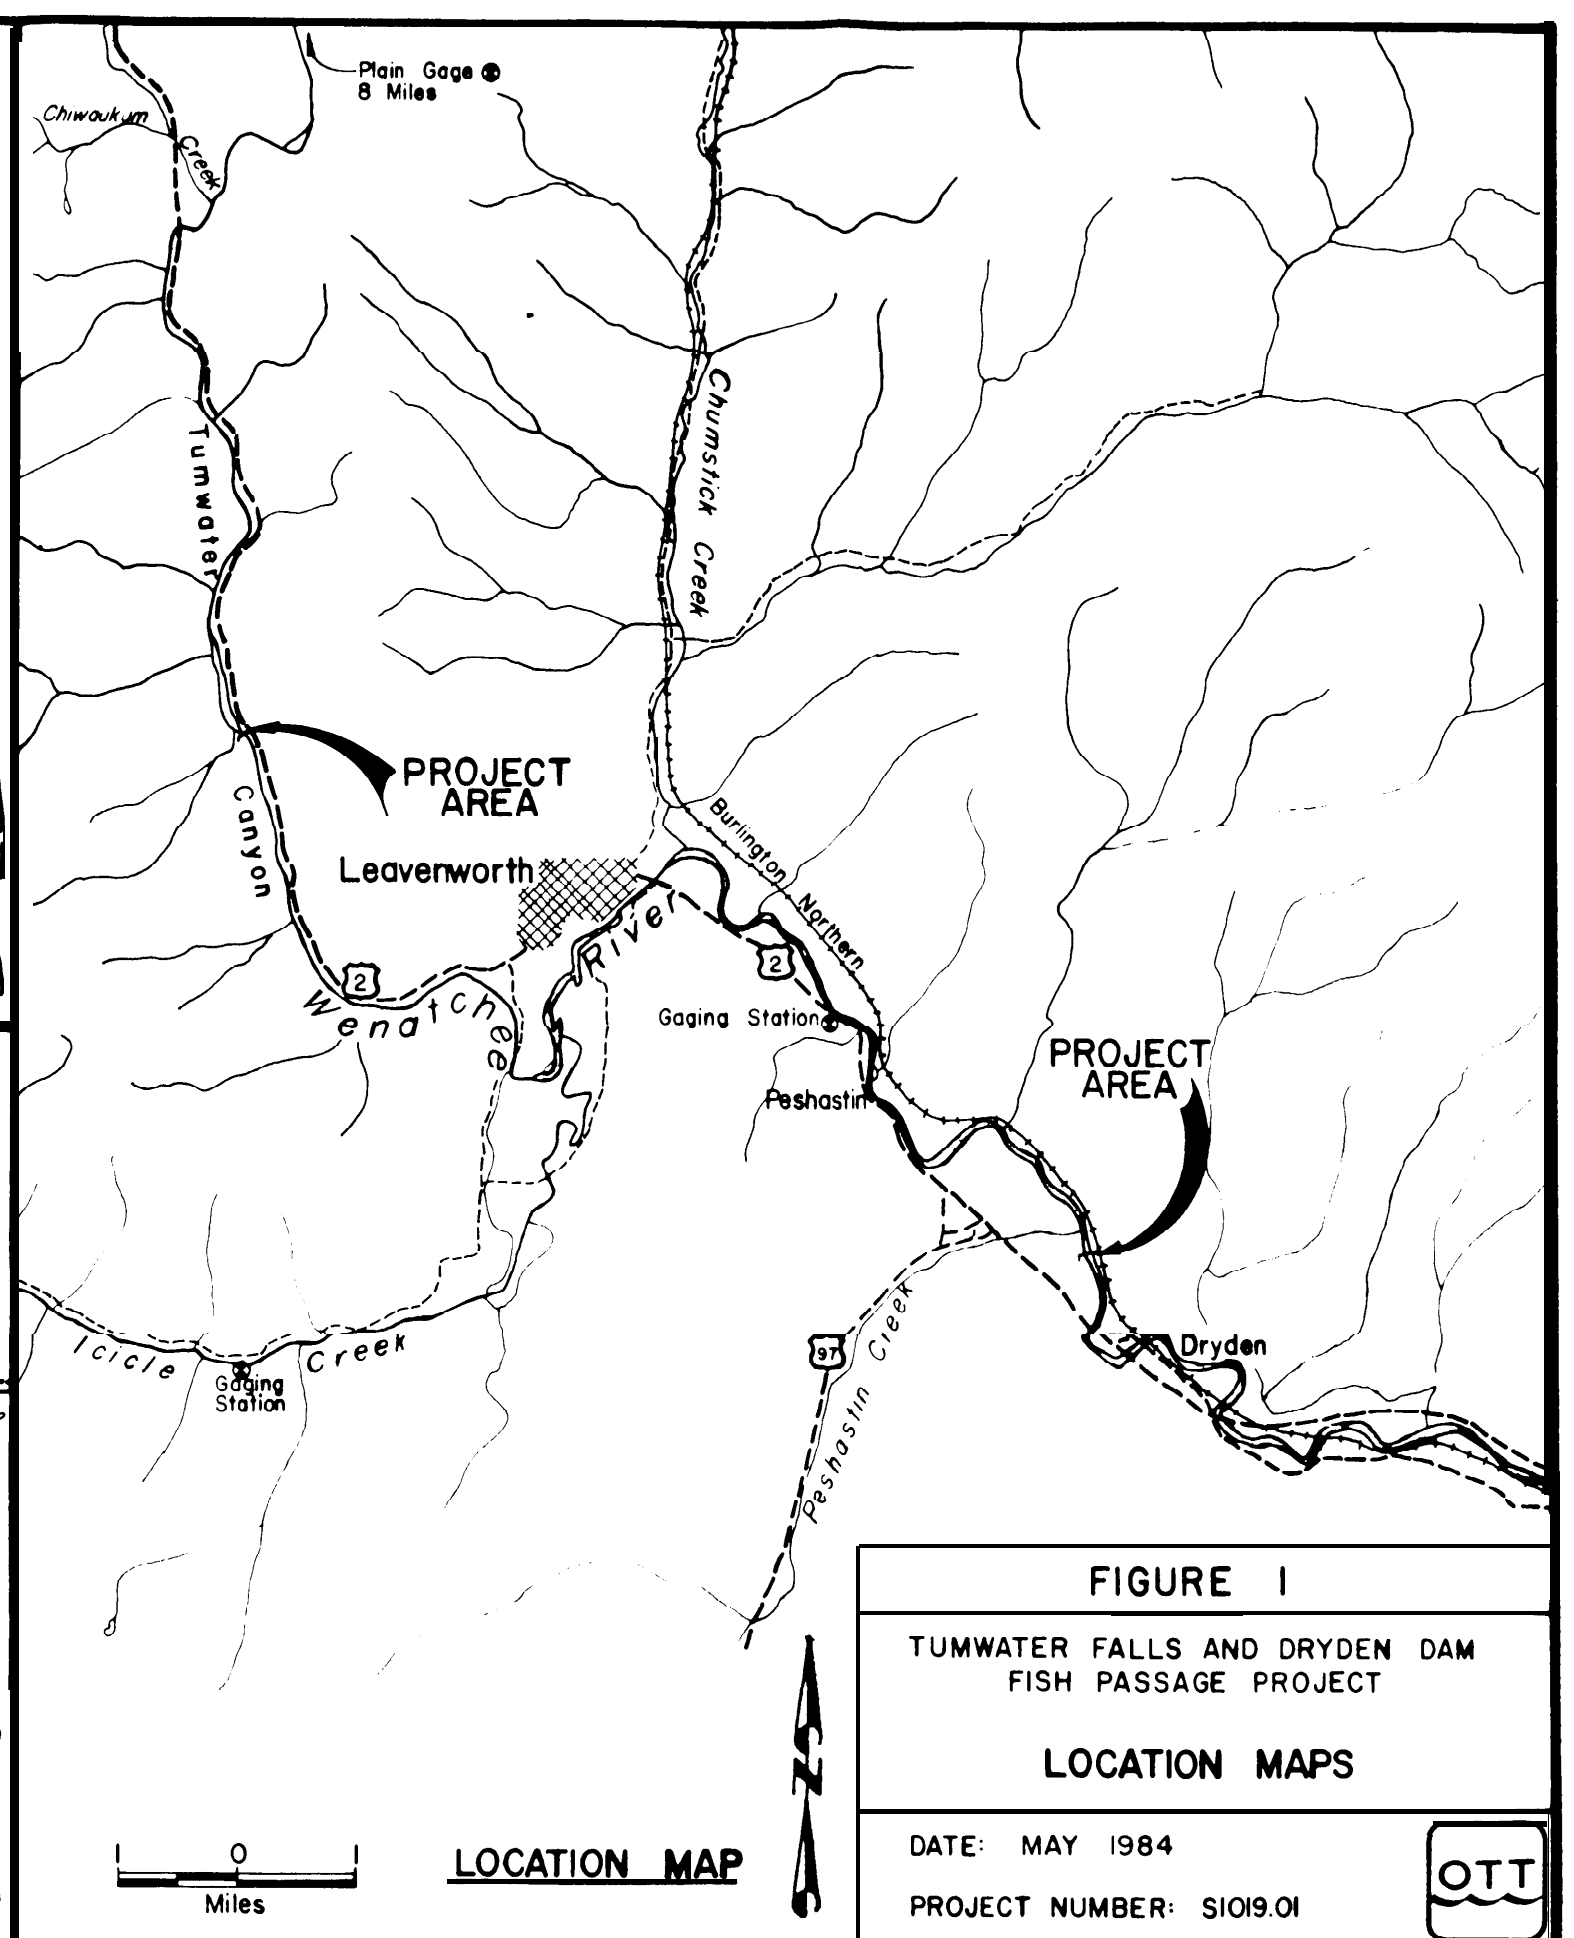 Plain Gage
8 Miles
Chiwaukum
Creek
Tumwater
Chumstick Creek
PROJECT
AREA
Canyon
Burlington Northern
Leavenworth
River
2
2
Wenatchee
Gaging Station
PROJECT
AREA
Peshastin
Icicle Creek
Gaging
Station
97
Peshastin Creek
Dryden
FIGURE 1
TUMWATER FALLS AND DRYDEN DAM
FISH PASSAGE PROJECT
LOCATION MAPS
N
1 0 1
Miles
LOCATION MAP
DATE: MAY 1984
PROJECT NUMBER: S1019.01
OTT